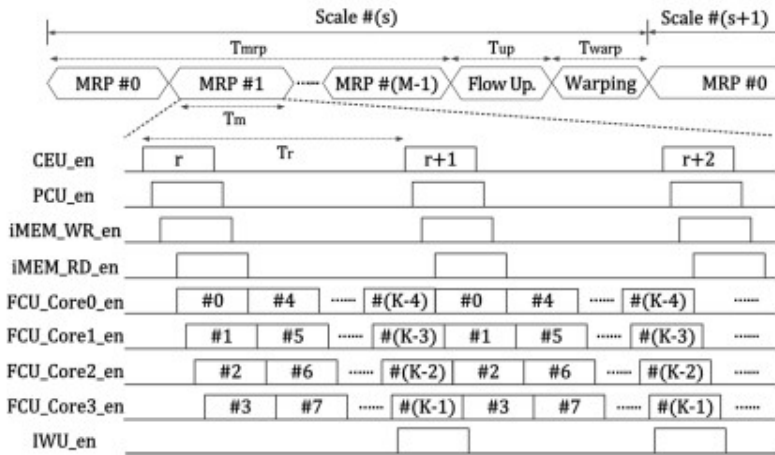 Scale #(s) Scale #(s+1)
Tmrp Tup Twarp
MRP #0 MRP #1 ······ MRP #(M-1) Flow Up. Warping MRP #0
Tm
Tr
CEU_en r r+1 r+2
PCU_en
iMEM_WR_en
iMEM_RD_en
FCU_Core0_en #0 #4 ······ #(K-4) #0 #4 ······ #(K-4) ······
FCU_Core1_en #1 #5 ······ #(K-3) #1 #5 ······ #(K-3) ······
FCU_Core2_en #2 #6 ······ #(K-2) #2 #6 ······ #(K-2) ······
FCU_Core3_en #3 #7 ······ #(K-1) #3 #7 ······ #(K-1) ······
IWU_en